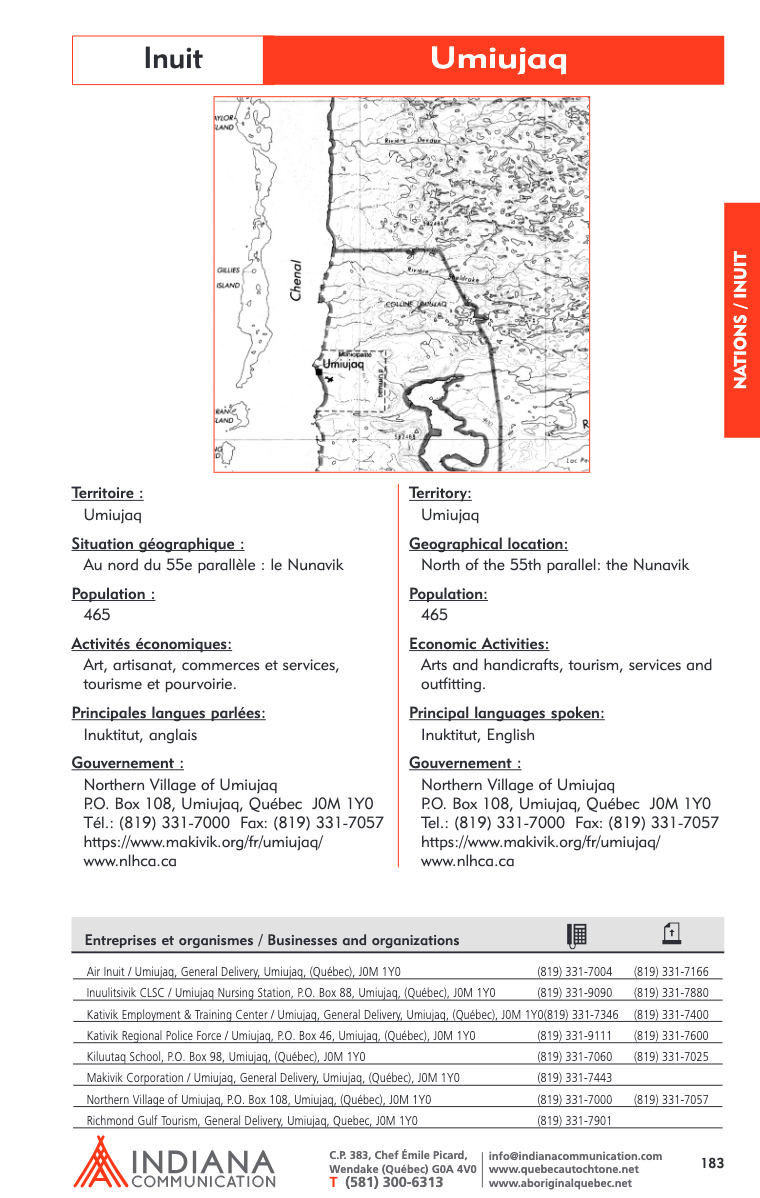 Inuit
Umiujaq
NATIONS / INUIT
Rivière Devaux
GILLIES
ISLAND
Chenal
Rivière Sheldrake
COLLINE UMIUJAQ
Municipalité
Umiujaq
Territoire :
Umiujaq
Situation géographique :
Au nord du 55e parallèle : le Nunavik
Population :
465
Activités économiques:
Art, artisanat, commerces et services,
tourisme et pourvoirie.
Principales langues parlées:
Inuktitut, anglais
Gouvernement :
Northern Village of Umiujaq
P.O. Box 108, Umiujaq, Québec J0M 1Y0
Tél.: (819) 331-7000 Fax: (819) 331-7057
https://www.makivik.org/fr/umiujaq/
www.nlhca.ca
Territory:
Umiujaq
Geographical location:
North of the 55th parallel: the Nunavik
Population:
465
Economic Activities:
Arts and handicrafts, tourism, services and
outfitting.
Principal languages spoken:
Inuktitut, English
Gouvernement :
Northern Village of Umiujaq
P.O. Box 108, Umiujaq, Québec J0M 1Y0
Tel.: (819) 331-7000 Fax: (819) 331-7057
https://www.makivik.org/fr/umiujaq/
www.nlhca.ca
Entreprises et organismes / Businesses and organizations
Air Inuit / Umiujaq, General Delivery, Umiujaq, (Québec), J0M 1Y0 (819) 331-7004 (819) 331-7166
Inuulitsivik CLSC / Umiujaq Nursing Station, P.O. Box 88, Umiujaq, (Québec), J0M 1Y0 (819) 331-9090 (819) 331-7880
Kativik Employment & Training Center / Umiujaq, General Delivery, Umiujaq, (Québec), J0M 1Y0(819) 331-7346 (819) 331-7400
Kativik Regional Police Force / Umiujaq, P.O. Box 46, Umiujaq, (Québec), J0M 1Y0 (819) 331-9111 (819) 331-7600
Kiluutaq School, P.O. Box 98, Umiujaq, (Québec), J0M 1Y0 (819) 331-7060 (819) 331-7025
Makivik Corporation / Umiujaq, General Delivery, Umiujaq, (Québec), J0M 1Y0 (819) 331-7443
Northern Village of Umiujaq, P.O. Box 108, Umiujaq, (Québec), J0M 1Y0 (819) 331-7000 (819) 331-7057
Richmond Gulf Tourism, General Delivery, Umiujaq, Quebec, J0M 1Y0 (819) 331-7901
INDIANA
COMMUNICATION
C.P. 383, Chef Émile Picard,
Wendake (Québec) G0A 4V0
T (581) 300-6313
info@indianacommunication.com
www.quebecautochtone.net
www.aboriginalquebec.net
183